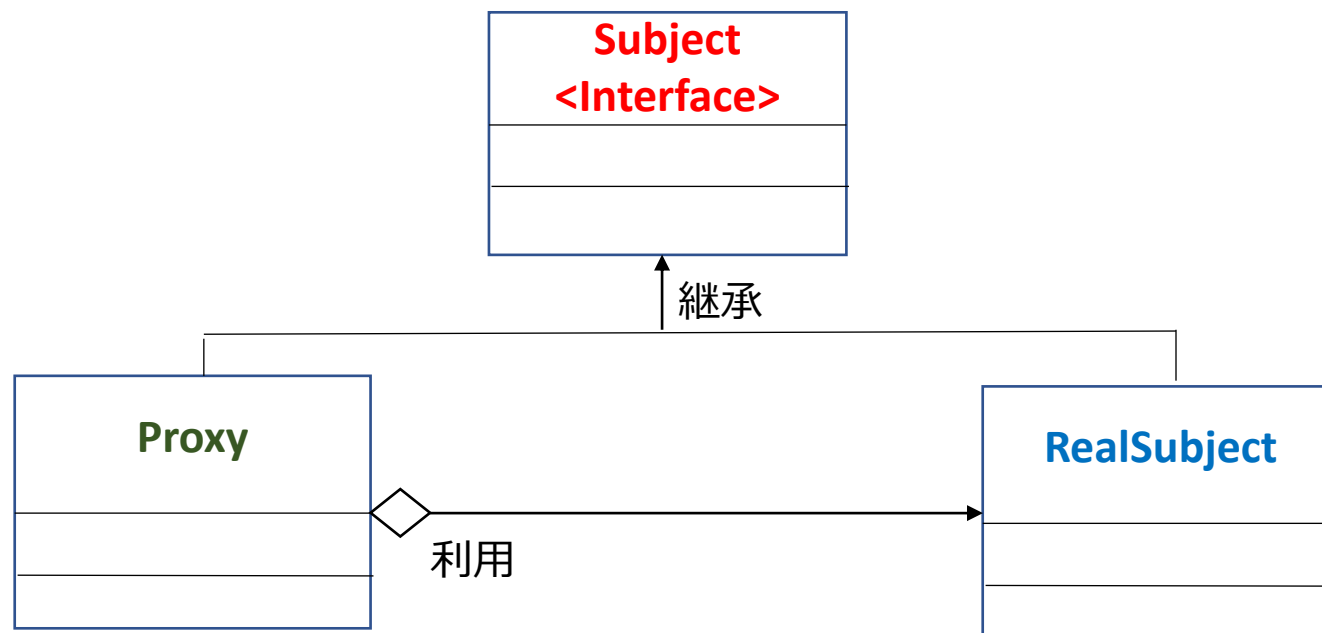 Subject
<Interface>
継承
Proxy
RealSubject
利用